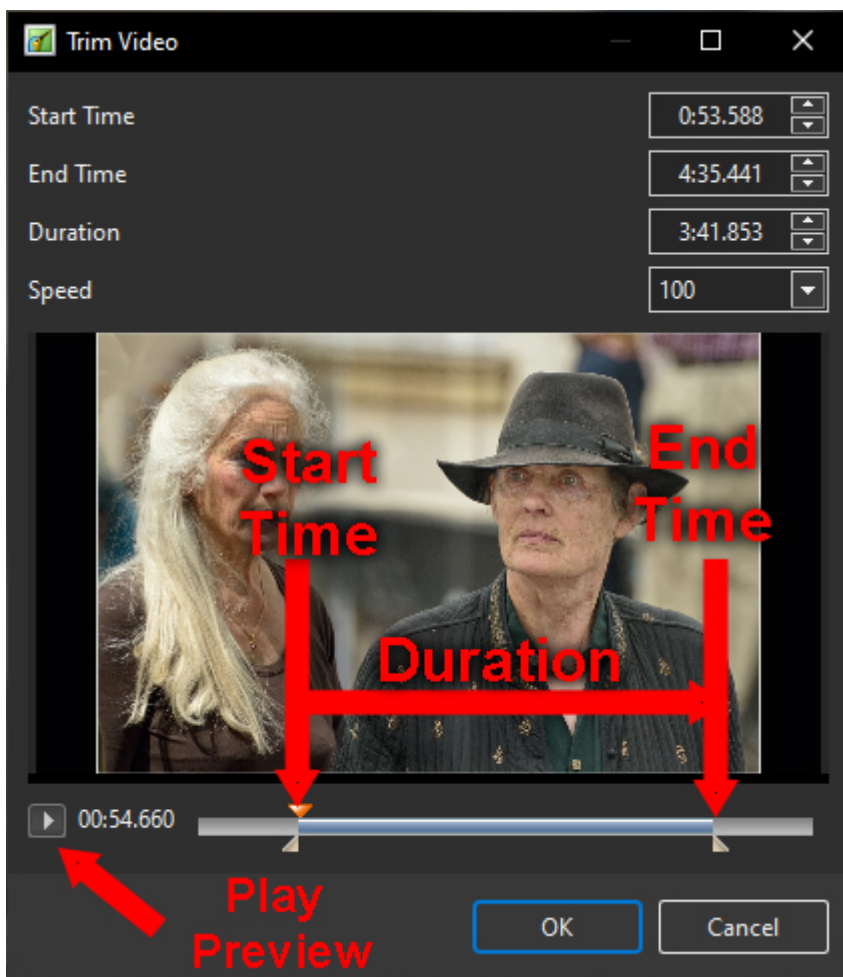 Trim Video
Start Time 0:53.588
End Time 4:35.441
Duration 3:41.853
Speed 100
Start
Time
End
Time
Duration
00:54.660
Play
Preview
OK Cancel